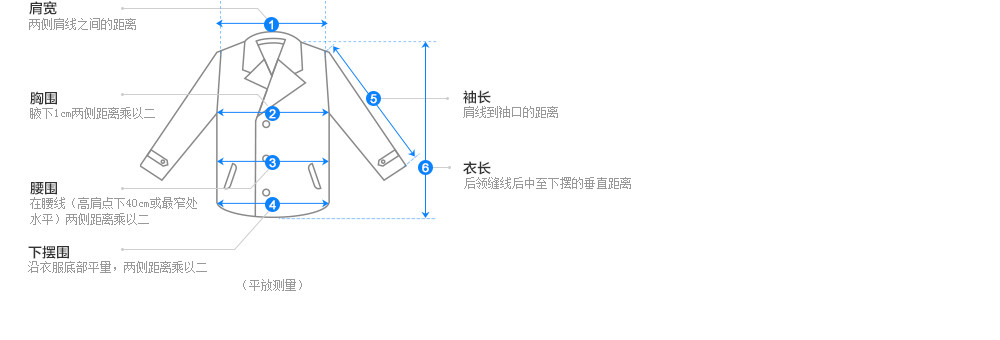 肩宽
两侧肩线之间的距离
1
胸围
腋下1cm两侧距离乘以二
2
5
袖长
肩线到袖口的距离
3
6
衣长
后领缝线后中至下摆的垂直距离
腰围
在腰线（高肩点下40cm或最窄处
水平）两侧距离乘以二
4
下摆围
沿衣服底部平量，两侧距离乘以二
（平放测量）